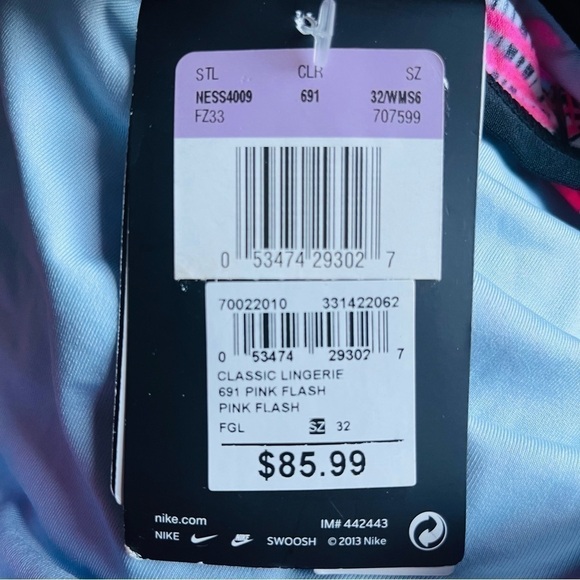 STL CLR SZ
NESS4009 691 32/WMS6
FZ33 707599
0 53474 29302 7
70022010 331422062
0 53474 29302 7
CLASSIC LINGERIE
691 PINK FLASH
PINK FLASH
FGL SZ 32
$85.99
nike.com IM# 442443
NIKE SWOOSH © 2013 Nike